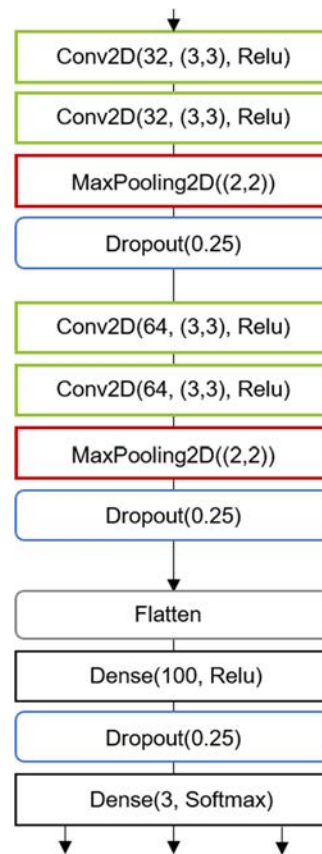 Conv2D(32, (3,3), Relu)
Conv2D(32, (3,3), Relu)
MaxPooling2D((2,2))
Dropout(0.25)
Conv2D(64, (3,3), Relu)
Conv2D(64, (3,3), Relu)
MaxPooling2D((2,2))
Dropout(0.25)
Flatten
Dense(100, Relu)
Dropout(0.25)
Dense(3, Softmax)